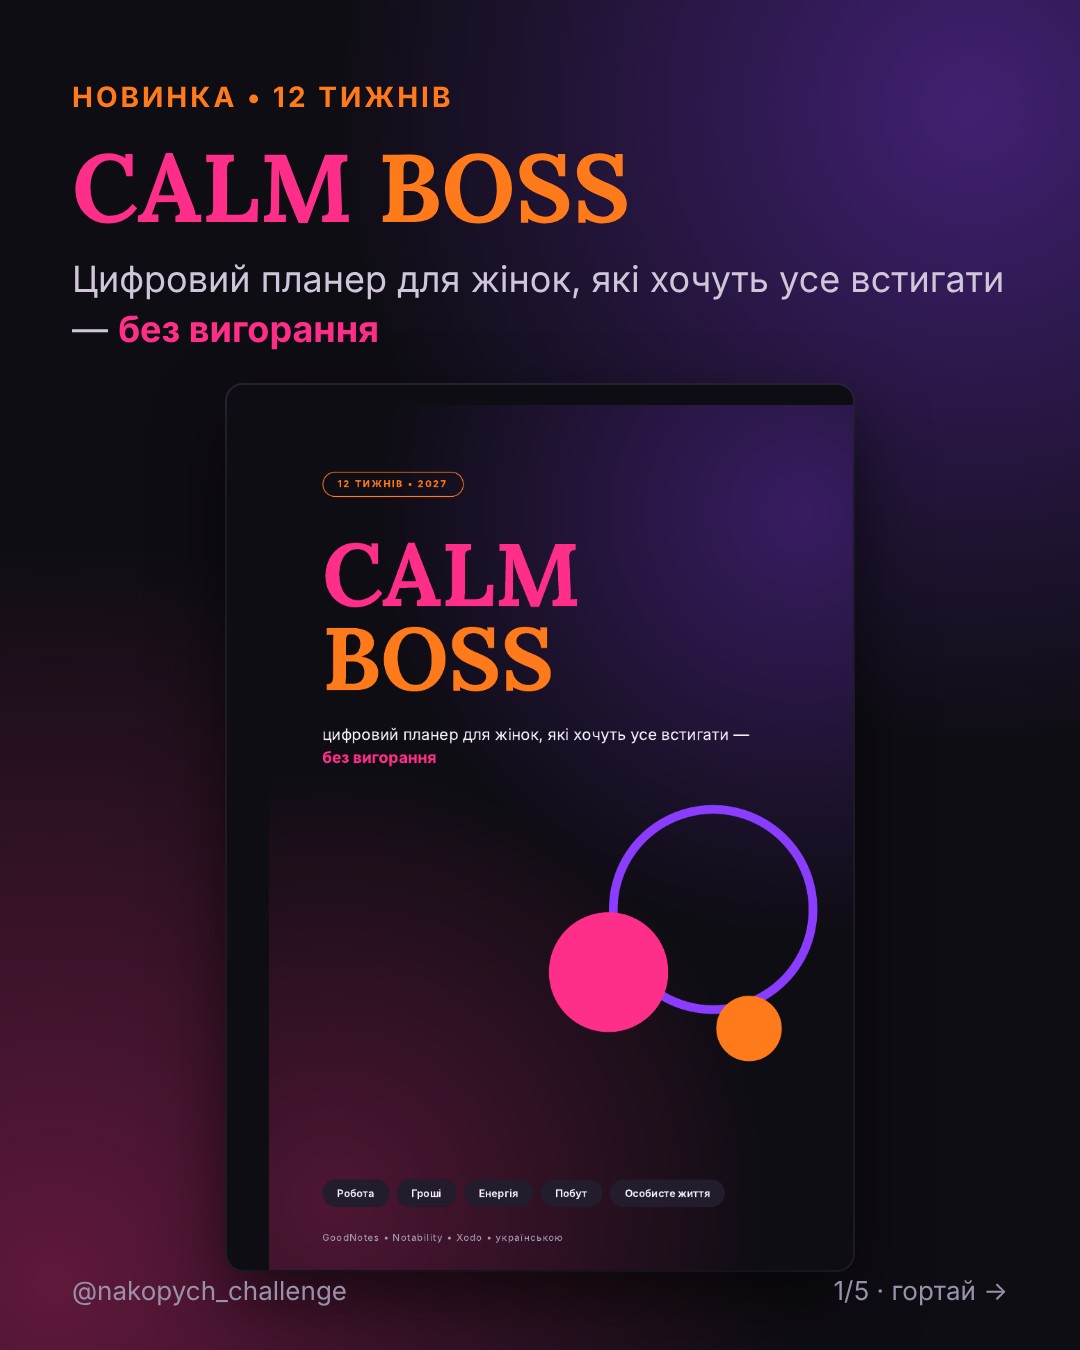 НОВИНКА • 12 ТИЖНІВ
CALM BOSS
Цифровий планер для жінок, які хочуть усе встигати
— без вигорання
12 ТИЖНІВ • 2027
CALM
BOSS
цифровий планер для жінок, які хочуть усе встигати —
без вигорання
Робота Гроші Енергія Побут Особисте життя
GoodNotes • Notability • Xodo • українською
@nakopych_challenge
1/5 · гортай →